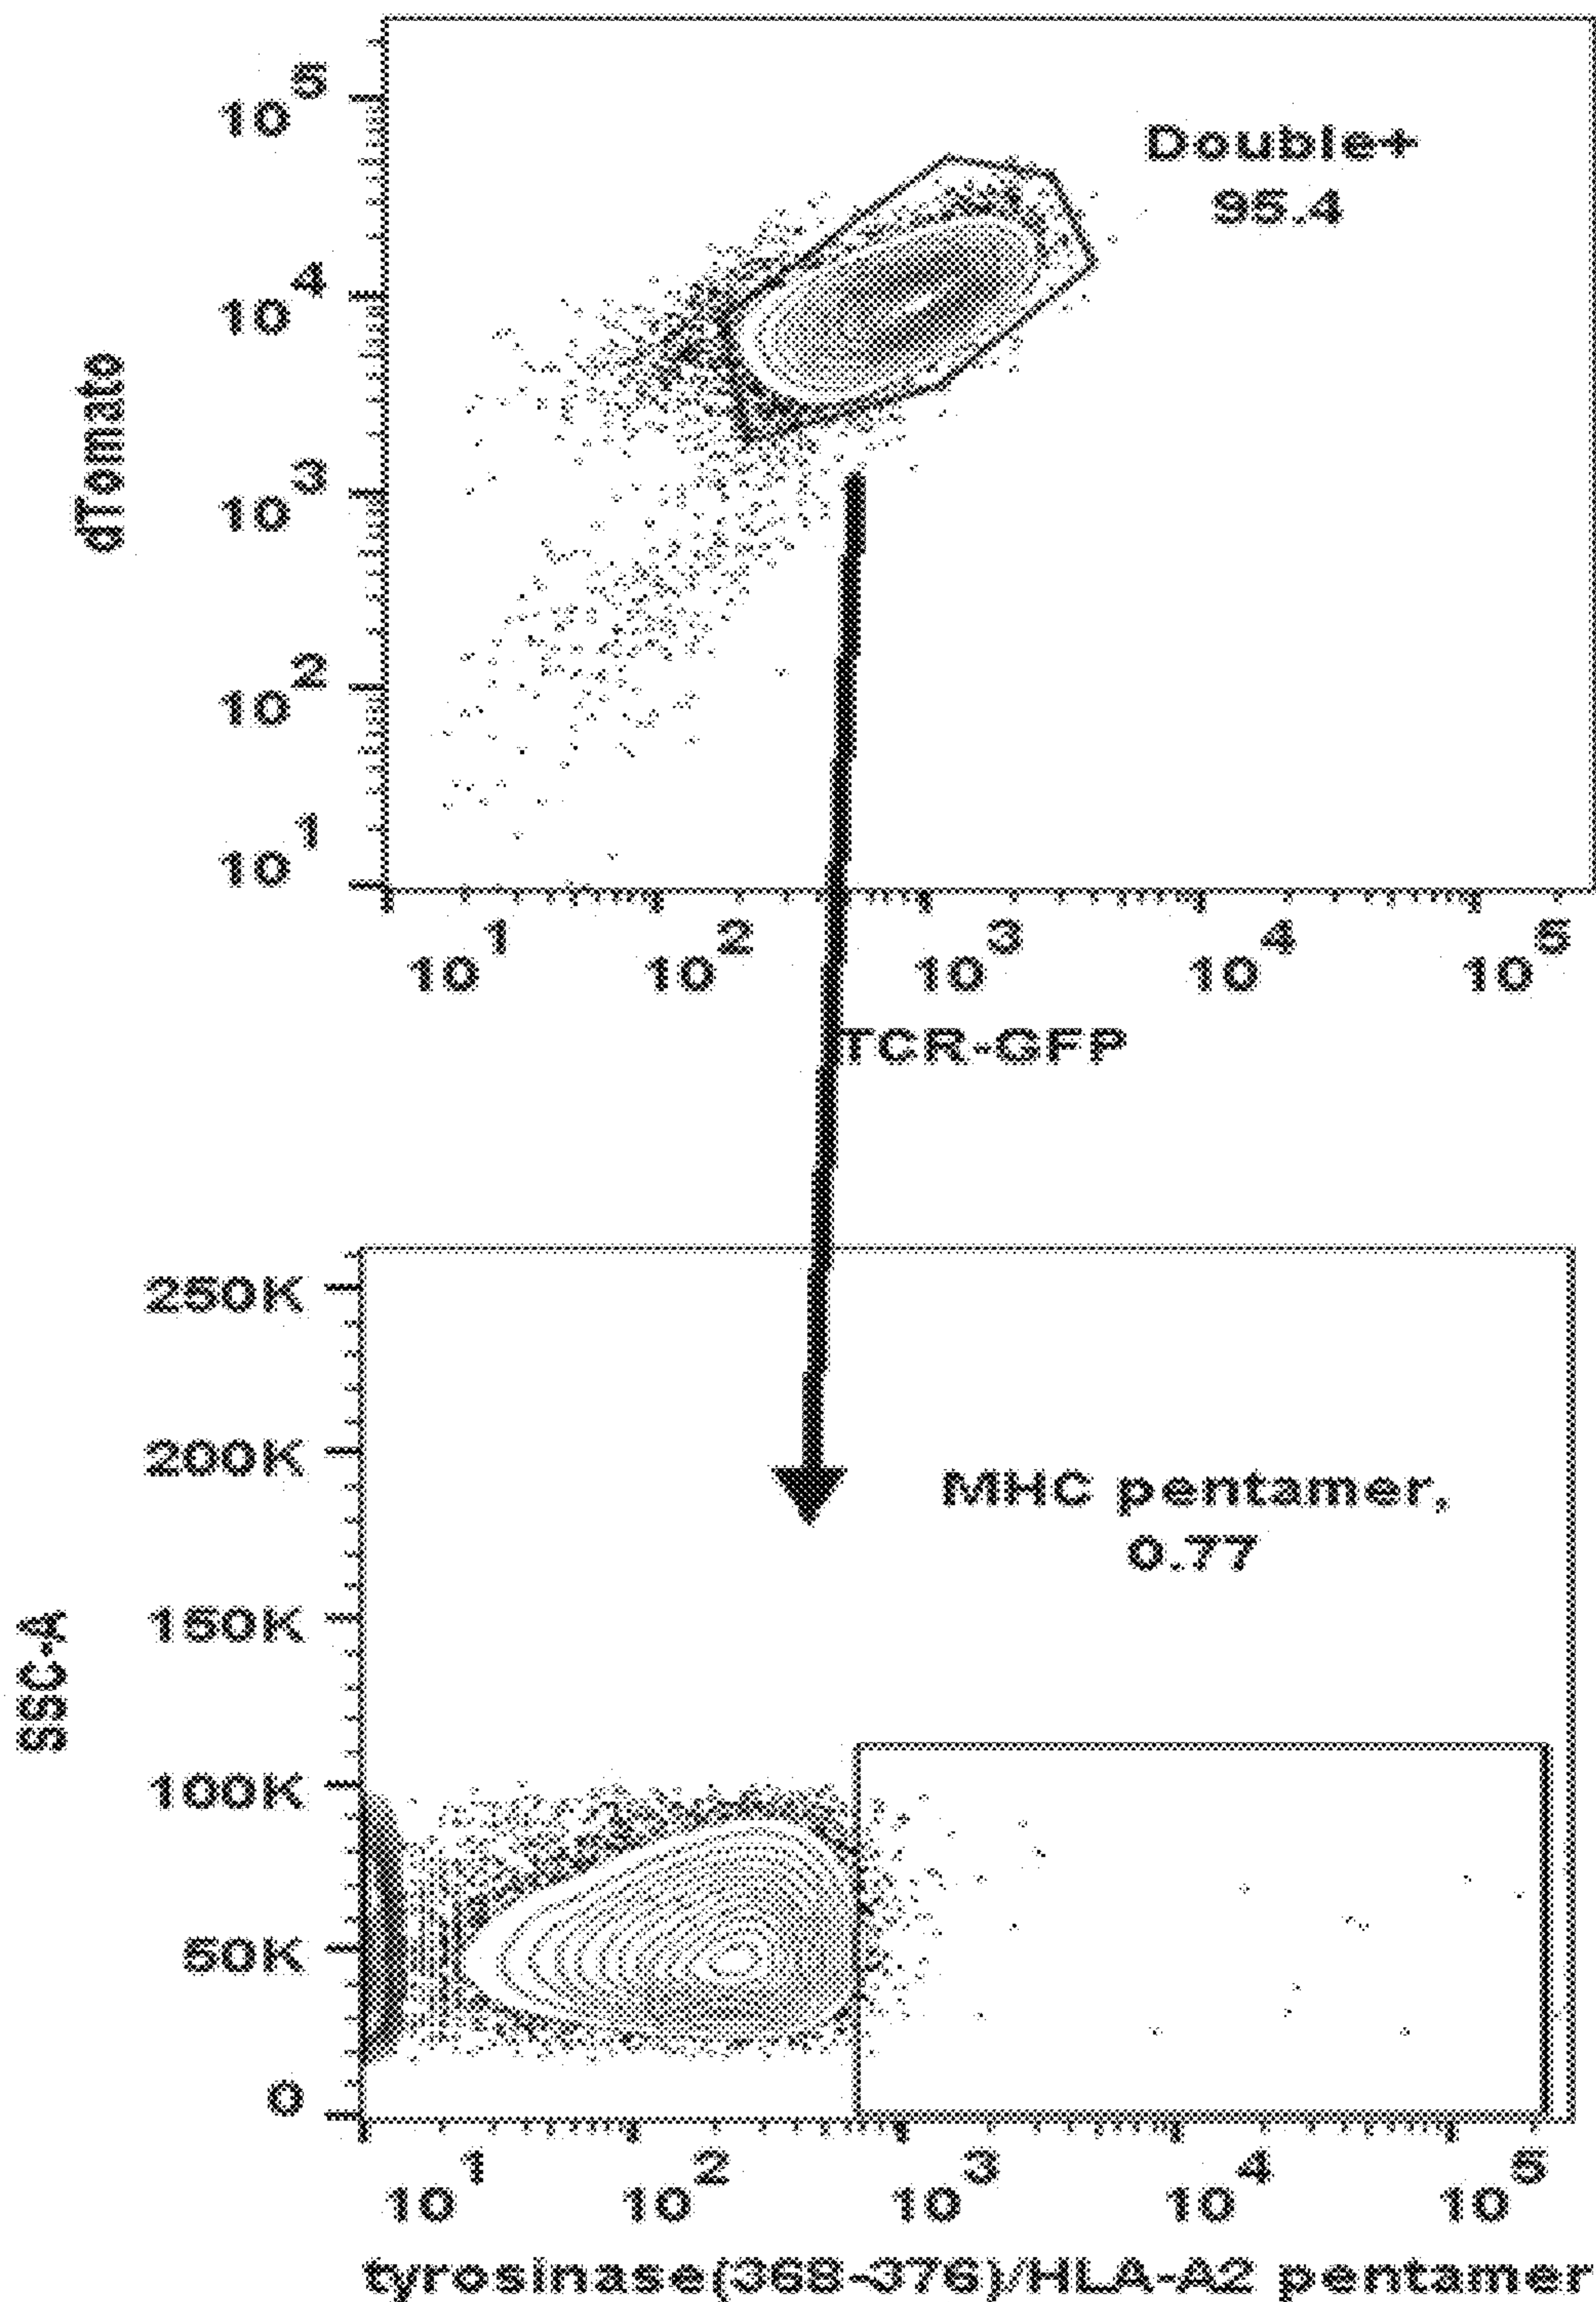 10^5
10^4
10^3
10^2
10^1
dTomato
Double+
95.4
10^1 10^2 10^3 10^4 10^5
TCR-GFP
250K
200K
150K
100K
50K
0
SSC-A
MHC pentamer,
0.77
10^1 10^2 10^3 10^4 10^5
tyrosinase(368-376)/HLA-A2 pentamer